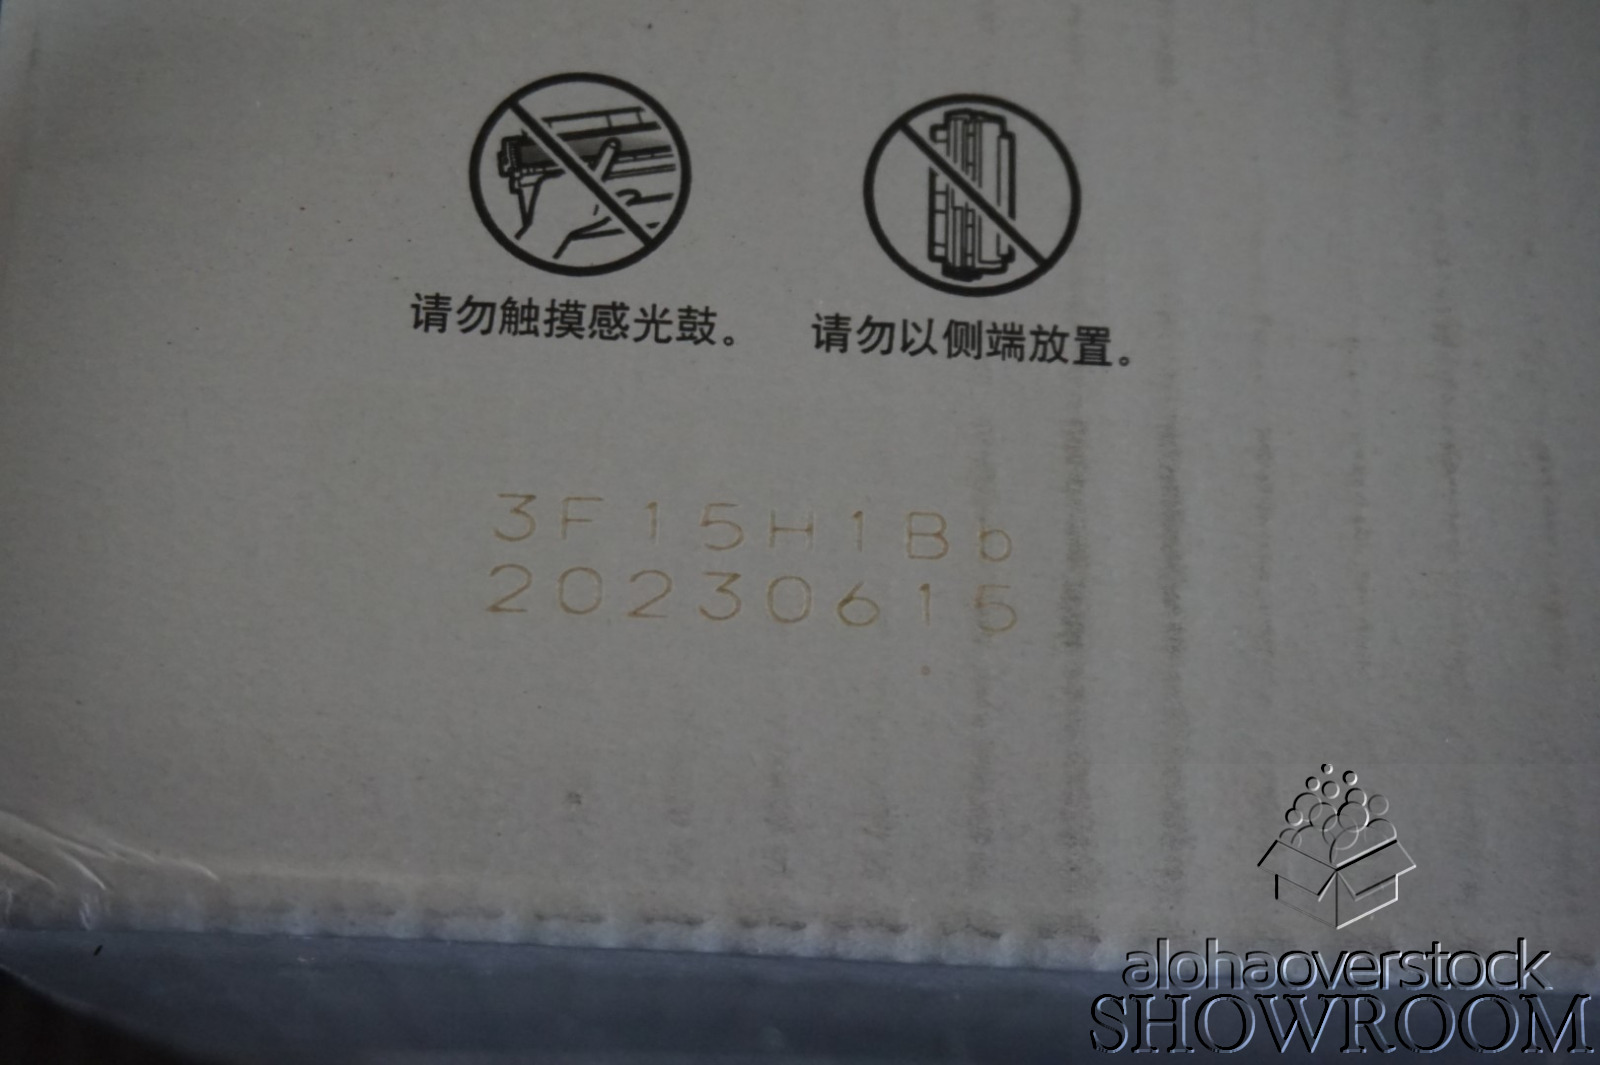 请勿触摸感光鼓。
请勿以侧端放置。
3F15H1Bb
20230615
alohaoverstock
SHOWROOM